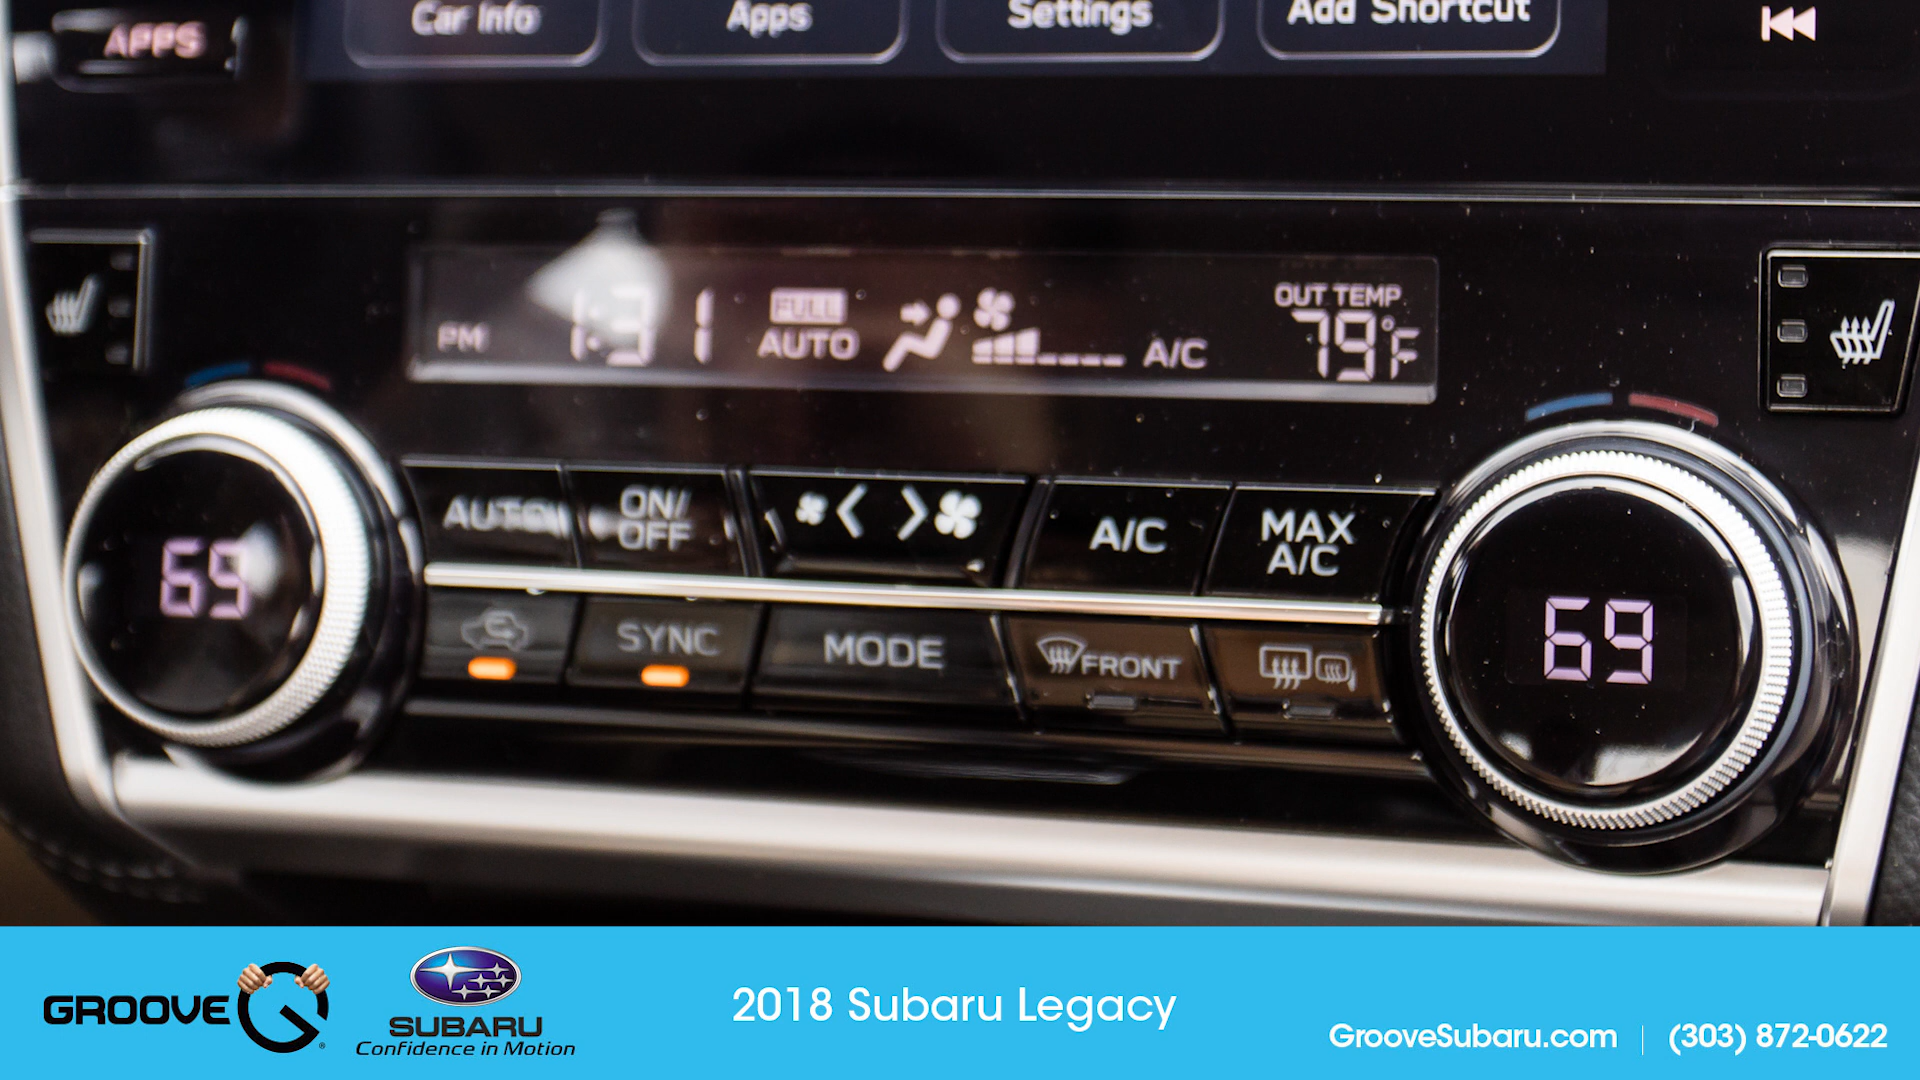 APPS
Car Info
Apps
Settings
Add Shortcut
PM 1:31
FULL
AUTO
A/C
OUT TEMP
79°F
AUTO
ON/
OFF
A/C
MAX
A/C
69
69
SYNC
MODE
FRONT
GROOVE
SUBARU
Confidence in Motion
2018 Subaru Legacy
GrooveSubaru.com | (303) 872-0622